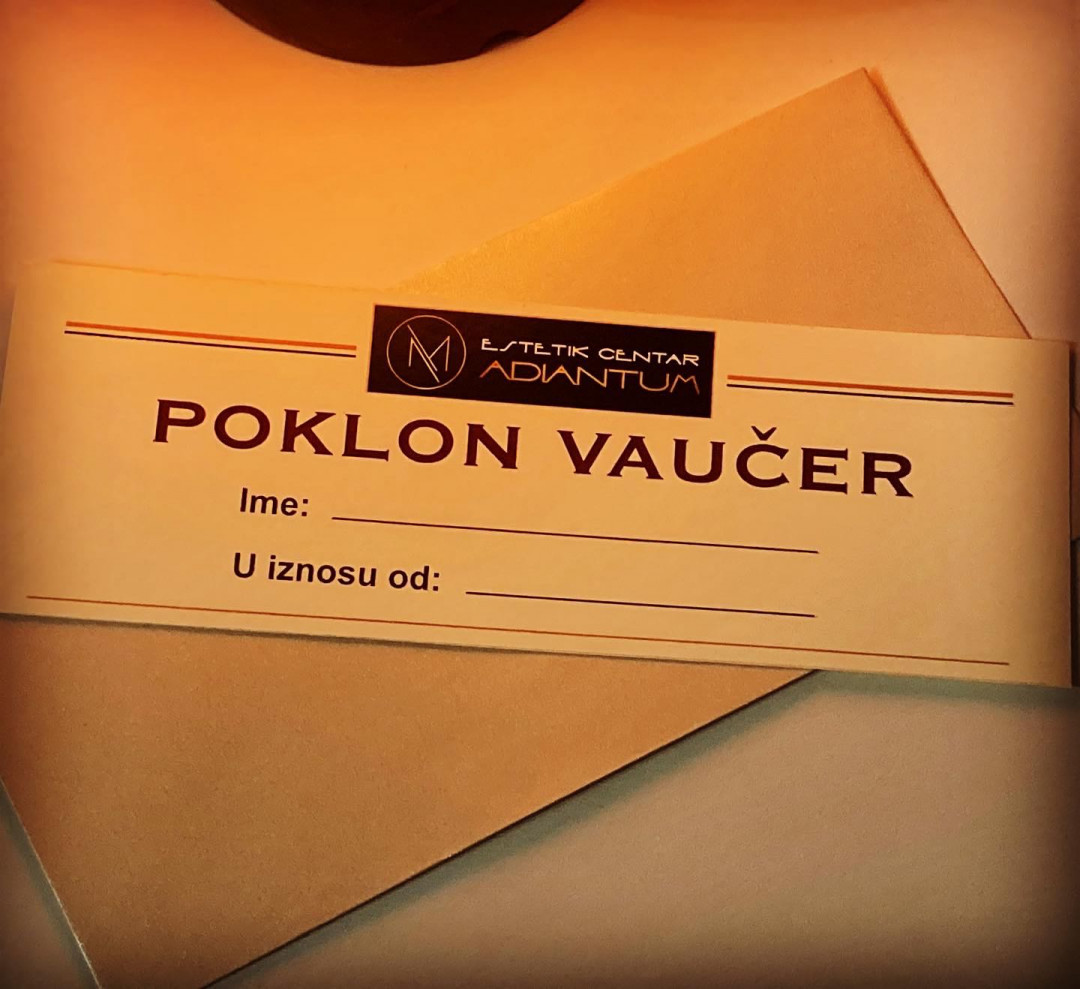 ESTETIK CENTAR
ADIANTUM
POKLON VAUČER
Ime:
U iznosu od: